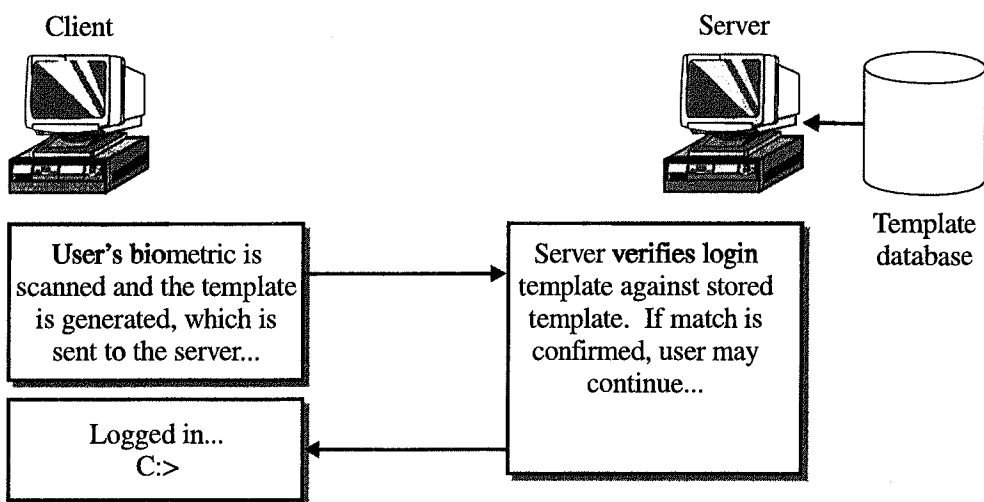 Client
Server
Template
database
User's biometric is
scanned and the template
is generated, which is
sent to the server...
Server verifies login
template against stored
template. If match is
confirmed, user may
continue...
Logged in...
C:>